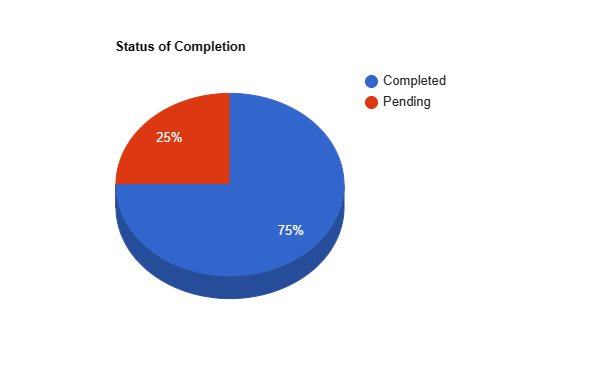 Status of Completion
Completed
Pending
25%
75%